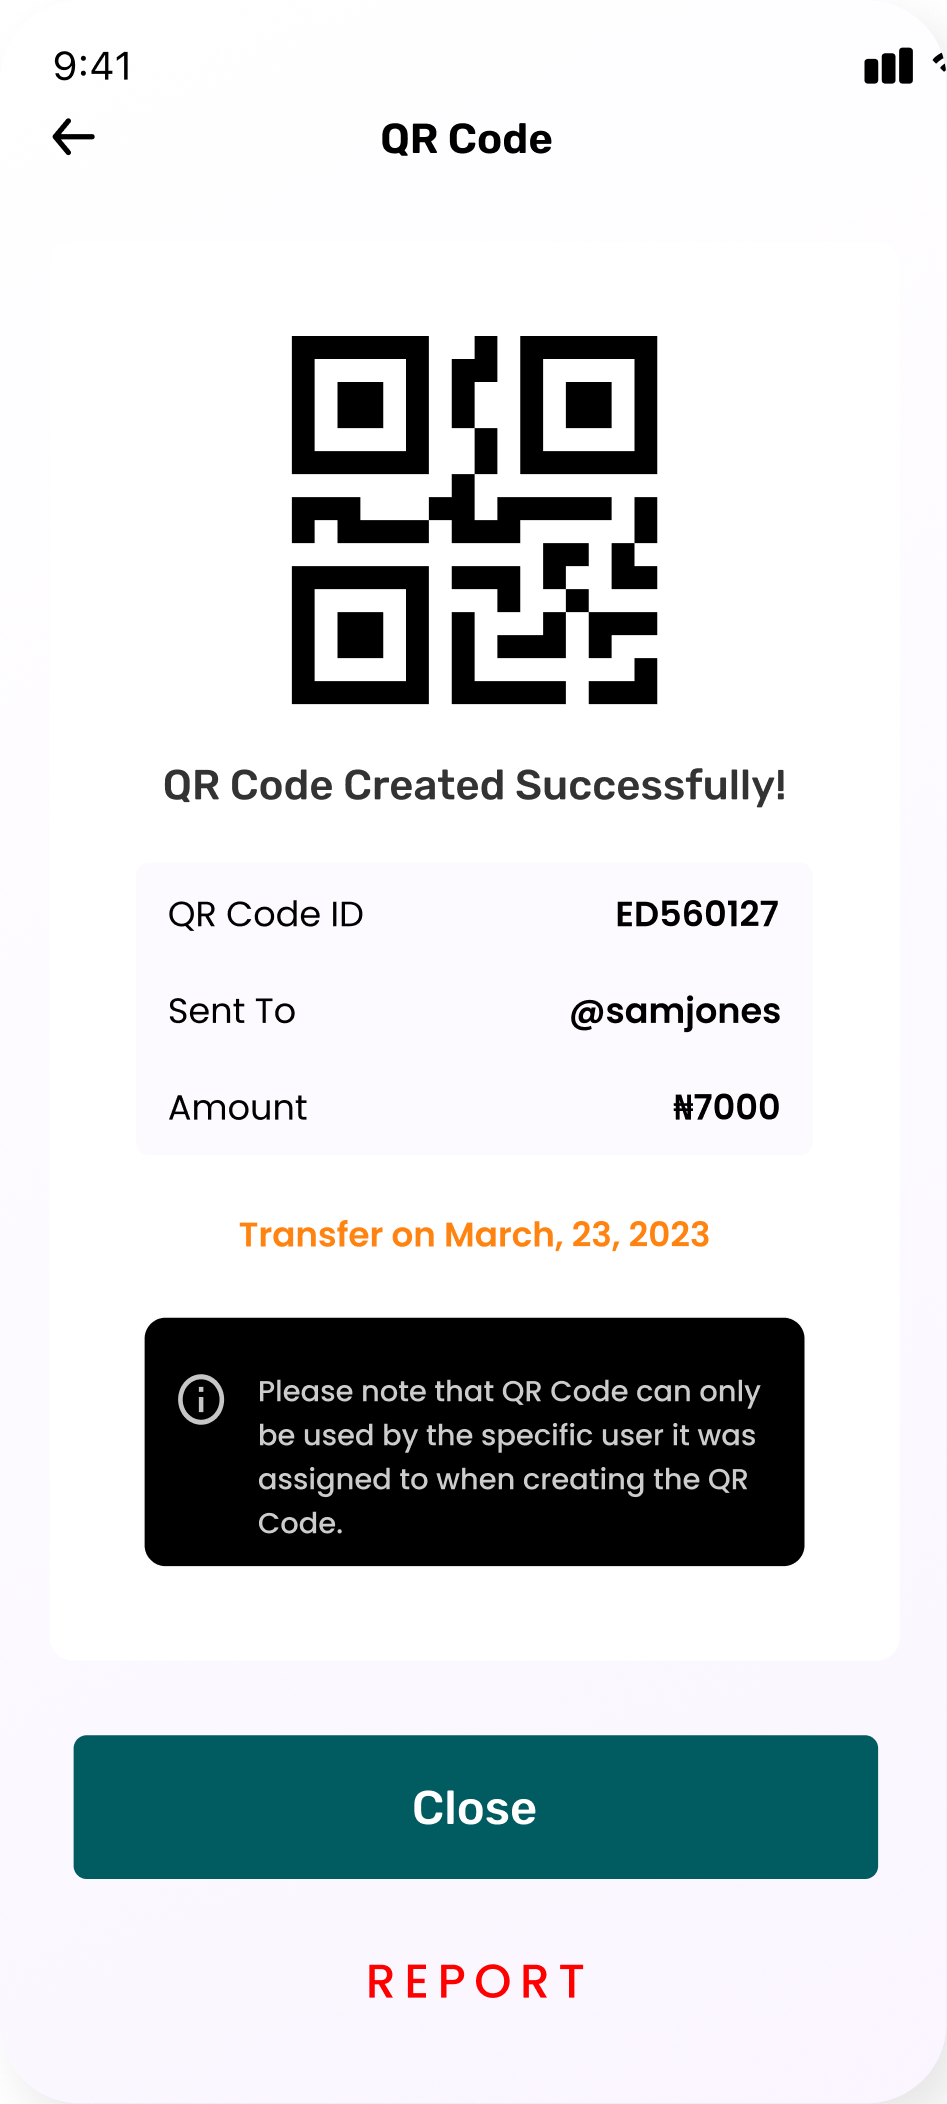 9:41
QR Code
QR Code Created Successfully!
QR Code ID ED560127
Sent To @samjones
Amount ₦7000
Transfer on March, 23, 2023
Please note that QR Code can only
be used by the specific user it was
assigned to when creating the QR
Code.
Close
REPORT